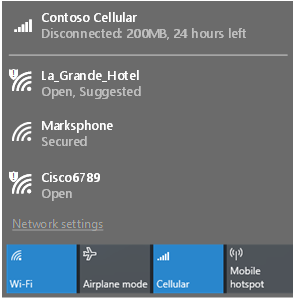 Contoso Cellular
Disconnected: 200MB, 24 hours left
La_Grande_Hotel
Open, Suggested
Marksphone
Secured
Cisco6789
Open
Network settings
Wi-Fi
Airplane mode
Cellular
Mobile
hotspot